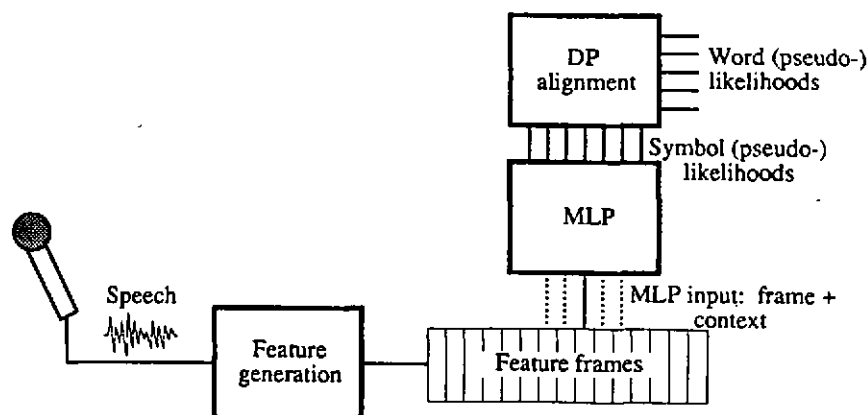 DP
alignment
Word (pseudo-)
likelihoods
Symbol (pseudo-)
likelihoods
MLP
MLP input: frame +
context
Speech
Feature
generation
Feature frames